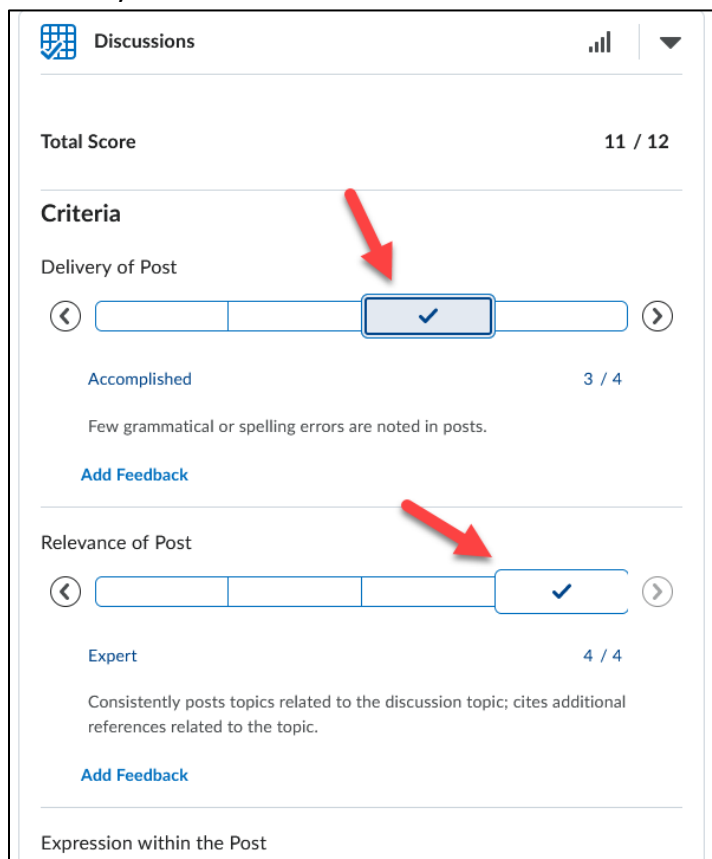 Discussions
Total Score 11 / 12
Criteria
Delivery of Post
Accomplished 3 / 4
Few grammatical or spelling errors are noted in posts.
Add Feedback
Relevance of Post
Expert 4 / 4
Consistently posts topics related to the discussion topic; cites additional
references related to the topic.
Add Feedback
Expression within the Post